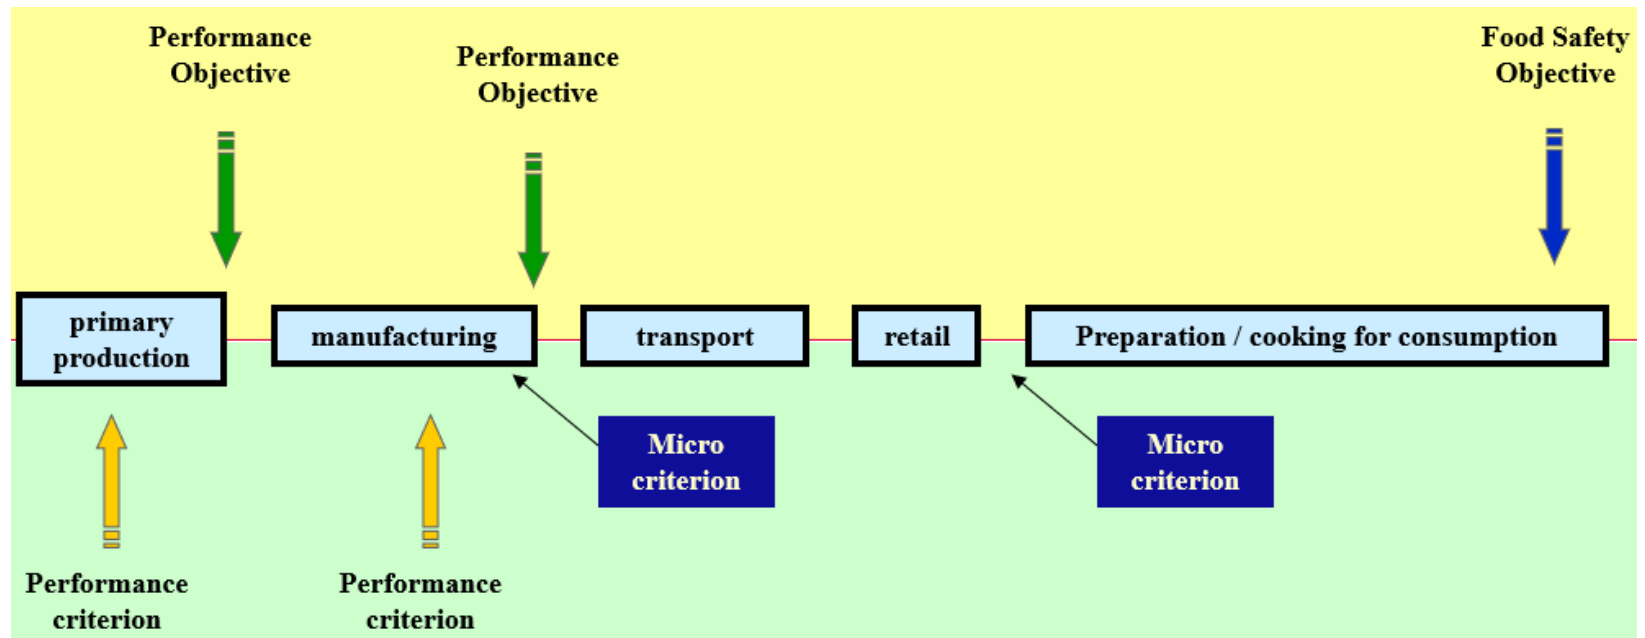 Performance
Objective
Performance
Objective
Food Safety
Objective
primary
production
manufacturing
transport
retail
Preparation / cooking for consumption
Micro
criterion
Micro
criterion
Performance
criterion
Performance
criterion